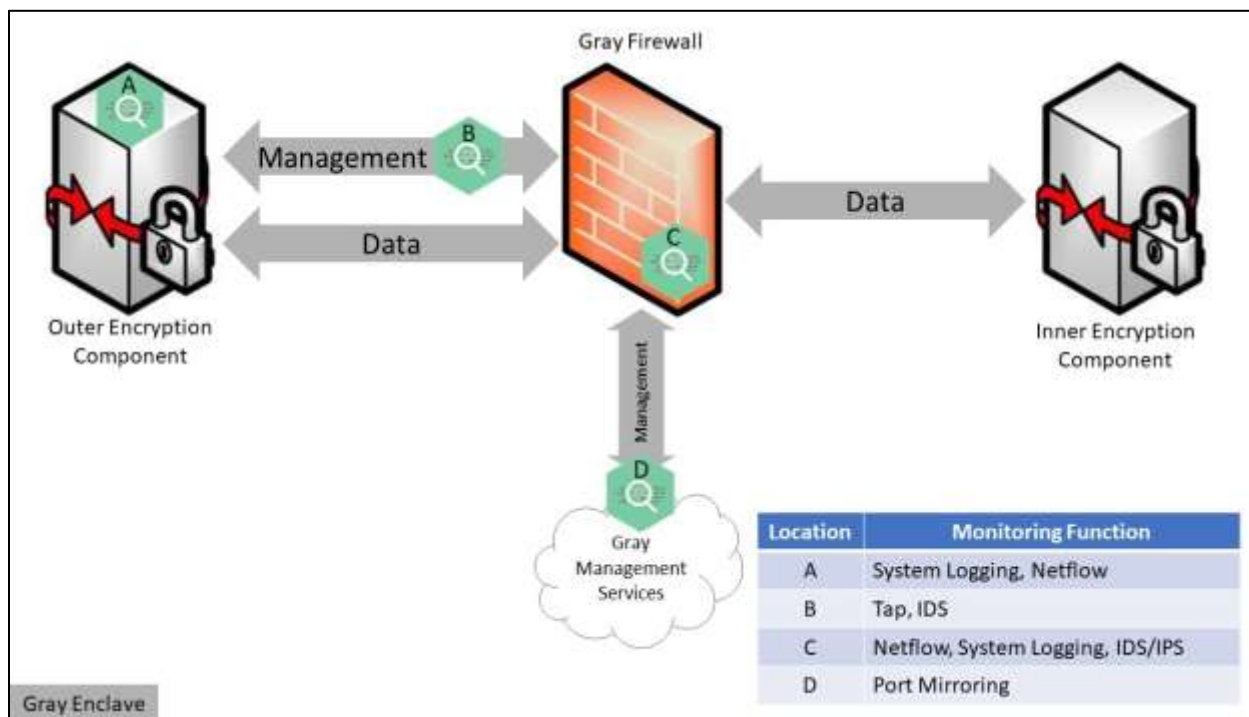 Gray Firewall
A
B
Management
Data
C
Data
Outer Encryption
Component
Inner Encryption
Component
Management
D
Gray
Management
Services
Location Monitoring Function
A System Logging, Netflow
B Tap, IDS
C Netflow, System Logging, IDS/IPS
D Port Mirroring
Gray Enclave